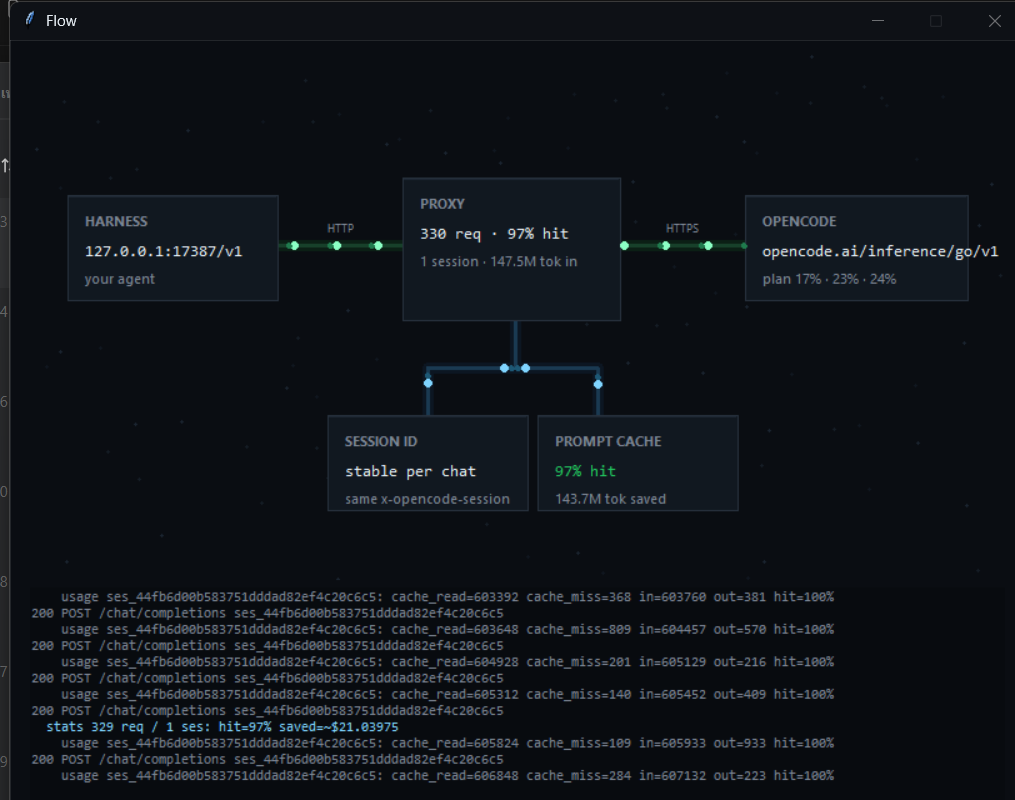 Flow
HARNESS
127.0.0.1:17387/v1
your agent
HTTP
PROXY
330 req · 97% hit
1 session · 147.5M tok in
HTTPS
OPENCODE
opencode.ai/inference/go/v1
plan 17% · 23% · 24%
SESSION ID
stable per chat
same x-opencode-session
PROMPT CACHE
97% hit
143.7M tok saved
usage ses_44fb6d00b583751dddad82ef4c20c6c5: cache_read=603392 cache_miss=368 in=603760 out=381 hit=100%
200 POST /chat/completions ses_44fb6d00b583751dddad82ef4c20c6c5
usage ses_44fb6d00b583751dddad82ef4c20c6c5: cache_read=603648 cache_miss=809 in=604457 out=570 hit=100%
200 POST /chat/completions ses_44fb6d00b583751dddad82ef4c20c6c5
usage ses_44fb6d00b583751dddad82ef4c20c6c5: cache_read=604928 cache_miss=201 in=605129 out=216 hit=100%
200 POST /chat/completions ses_44fb6d00b583751dddad82ef4c20c6c5
usage ses_44fb6d00b583751dddad82ef4c20c6c5: cache_read=605312 cache_miss=140 in=605452 out=409 hit=100%
200 POST /chat/completions ses_44fb6d00b583751dddad82ef4c20c6c5
stats 329 req / 1 ses: hit=97% saved=~$21.03975
usage ses_44fb6d00b583751dddad82ef4c20c6c5: cache_read=605824 cache_miss=109 in=605933 out=933 hit=100%
200 POST /chat/completions ses_44fb6d00b583751dddad82ef4c20c6c5
usage ses_44fb6d00b583751dddad82ef4c20c6c5: cache_read=606848 cache_miss=284 in=607132 out=223 hit=100%